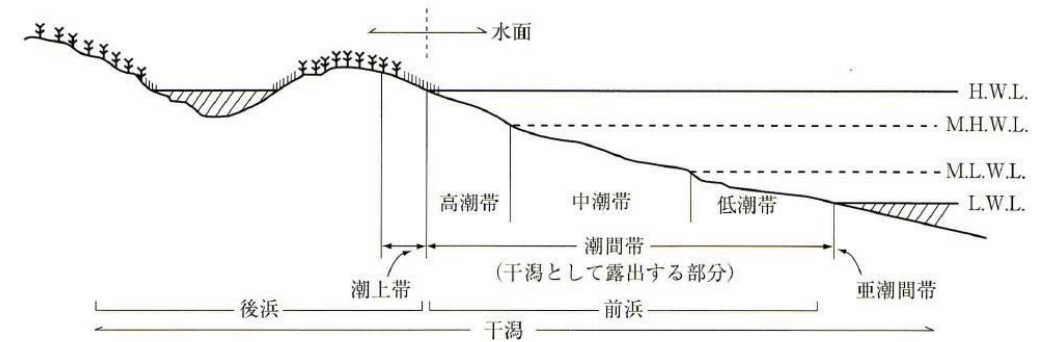 水面
H.W.L.
M.H.W.L.
M.L.W.L.
L.W.L.
高潮帯
中潮帯
低潮帯
潮間帯
(干潟として露出する部分)
潮上帯
亜潮間帯
後浜
前浜
干潟